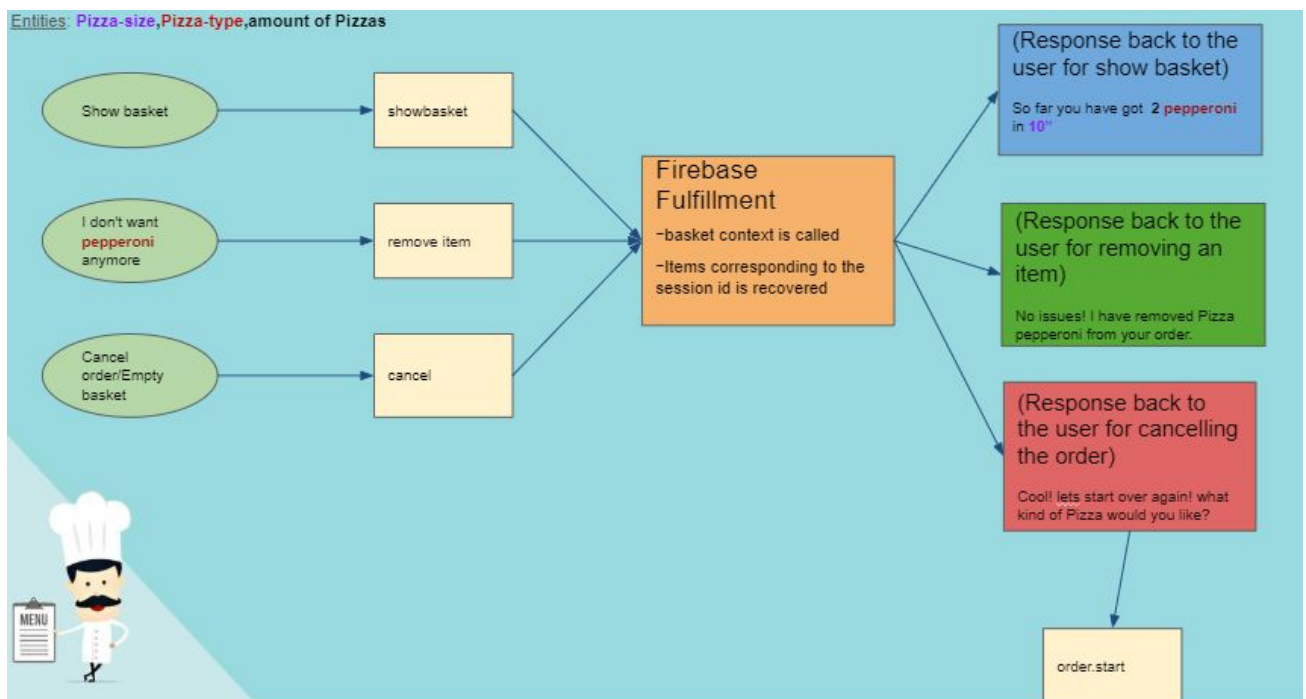 Entities: Pizza-size,Pizza-type,amount of Pizzas
Show basket
showbasket
I don't want
pepperoni
anymore
remove item
Cancel
order/Empty
basket
cancel
Firebase
Fulfillment
−basket context is called
−Items corresponding to the
session id is recovered
(Response back to the
user for show basket)
So far you have got 2 pepperoni
in 10"
(Response back to the
user for removing an
item)
No issues! I have removed Pizza
pepperoni from your order.
(Response back to
the user for cancelling
the order)
Cool! lets start over again! what
kind of Pizza would you like?
order.start
MENU